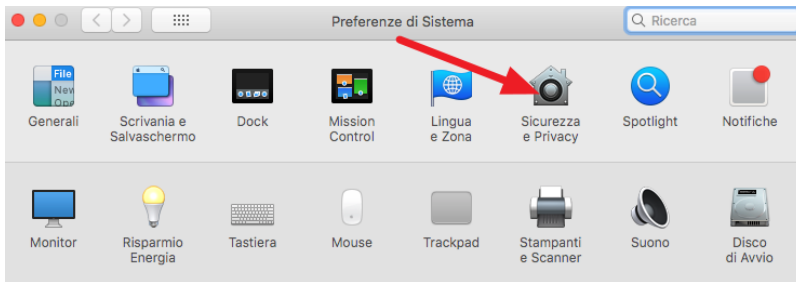 Preferenze di Sistema
Ricerca
File
New
Ope
Generali
Scrivania e
Salvaschermo
Dock
Mission
Control
Lingua
e Zona
Sicurezza
e Privacy
Spotlight
Notifiche
Monitor
Risparmio
Energia
Tastiera
Mouse
Trackpad
Stampanti
e Scanner
Suono
Disco
di Avvio